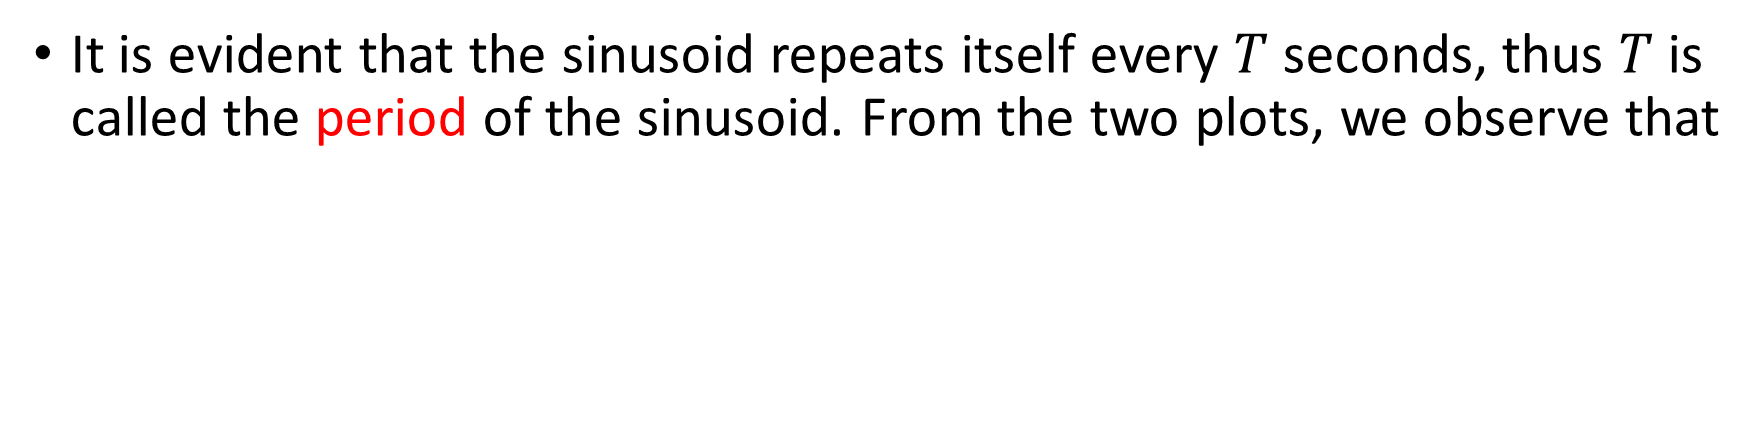 • It is evident that the sinusoid repeats itself every T seconds, thus T is
called the period of the sinusoid. From the two plots, we observe that